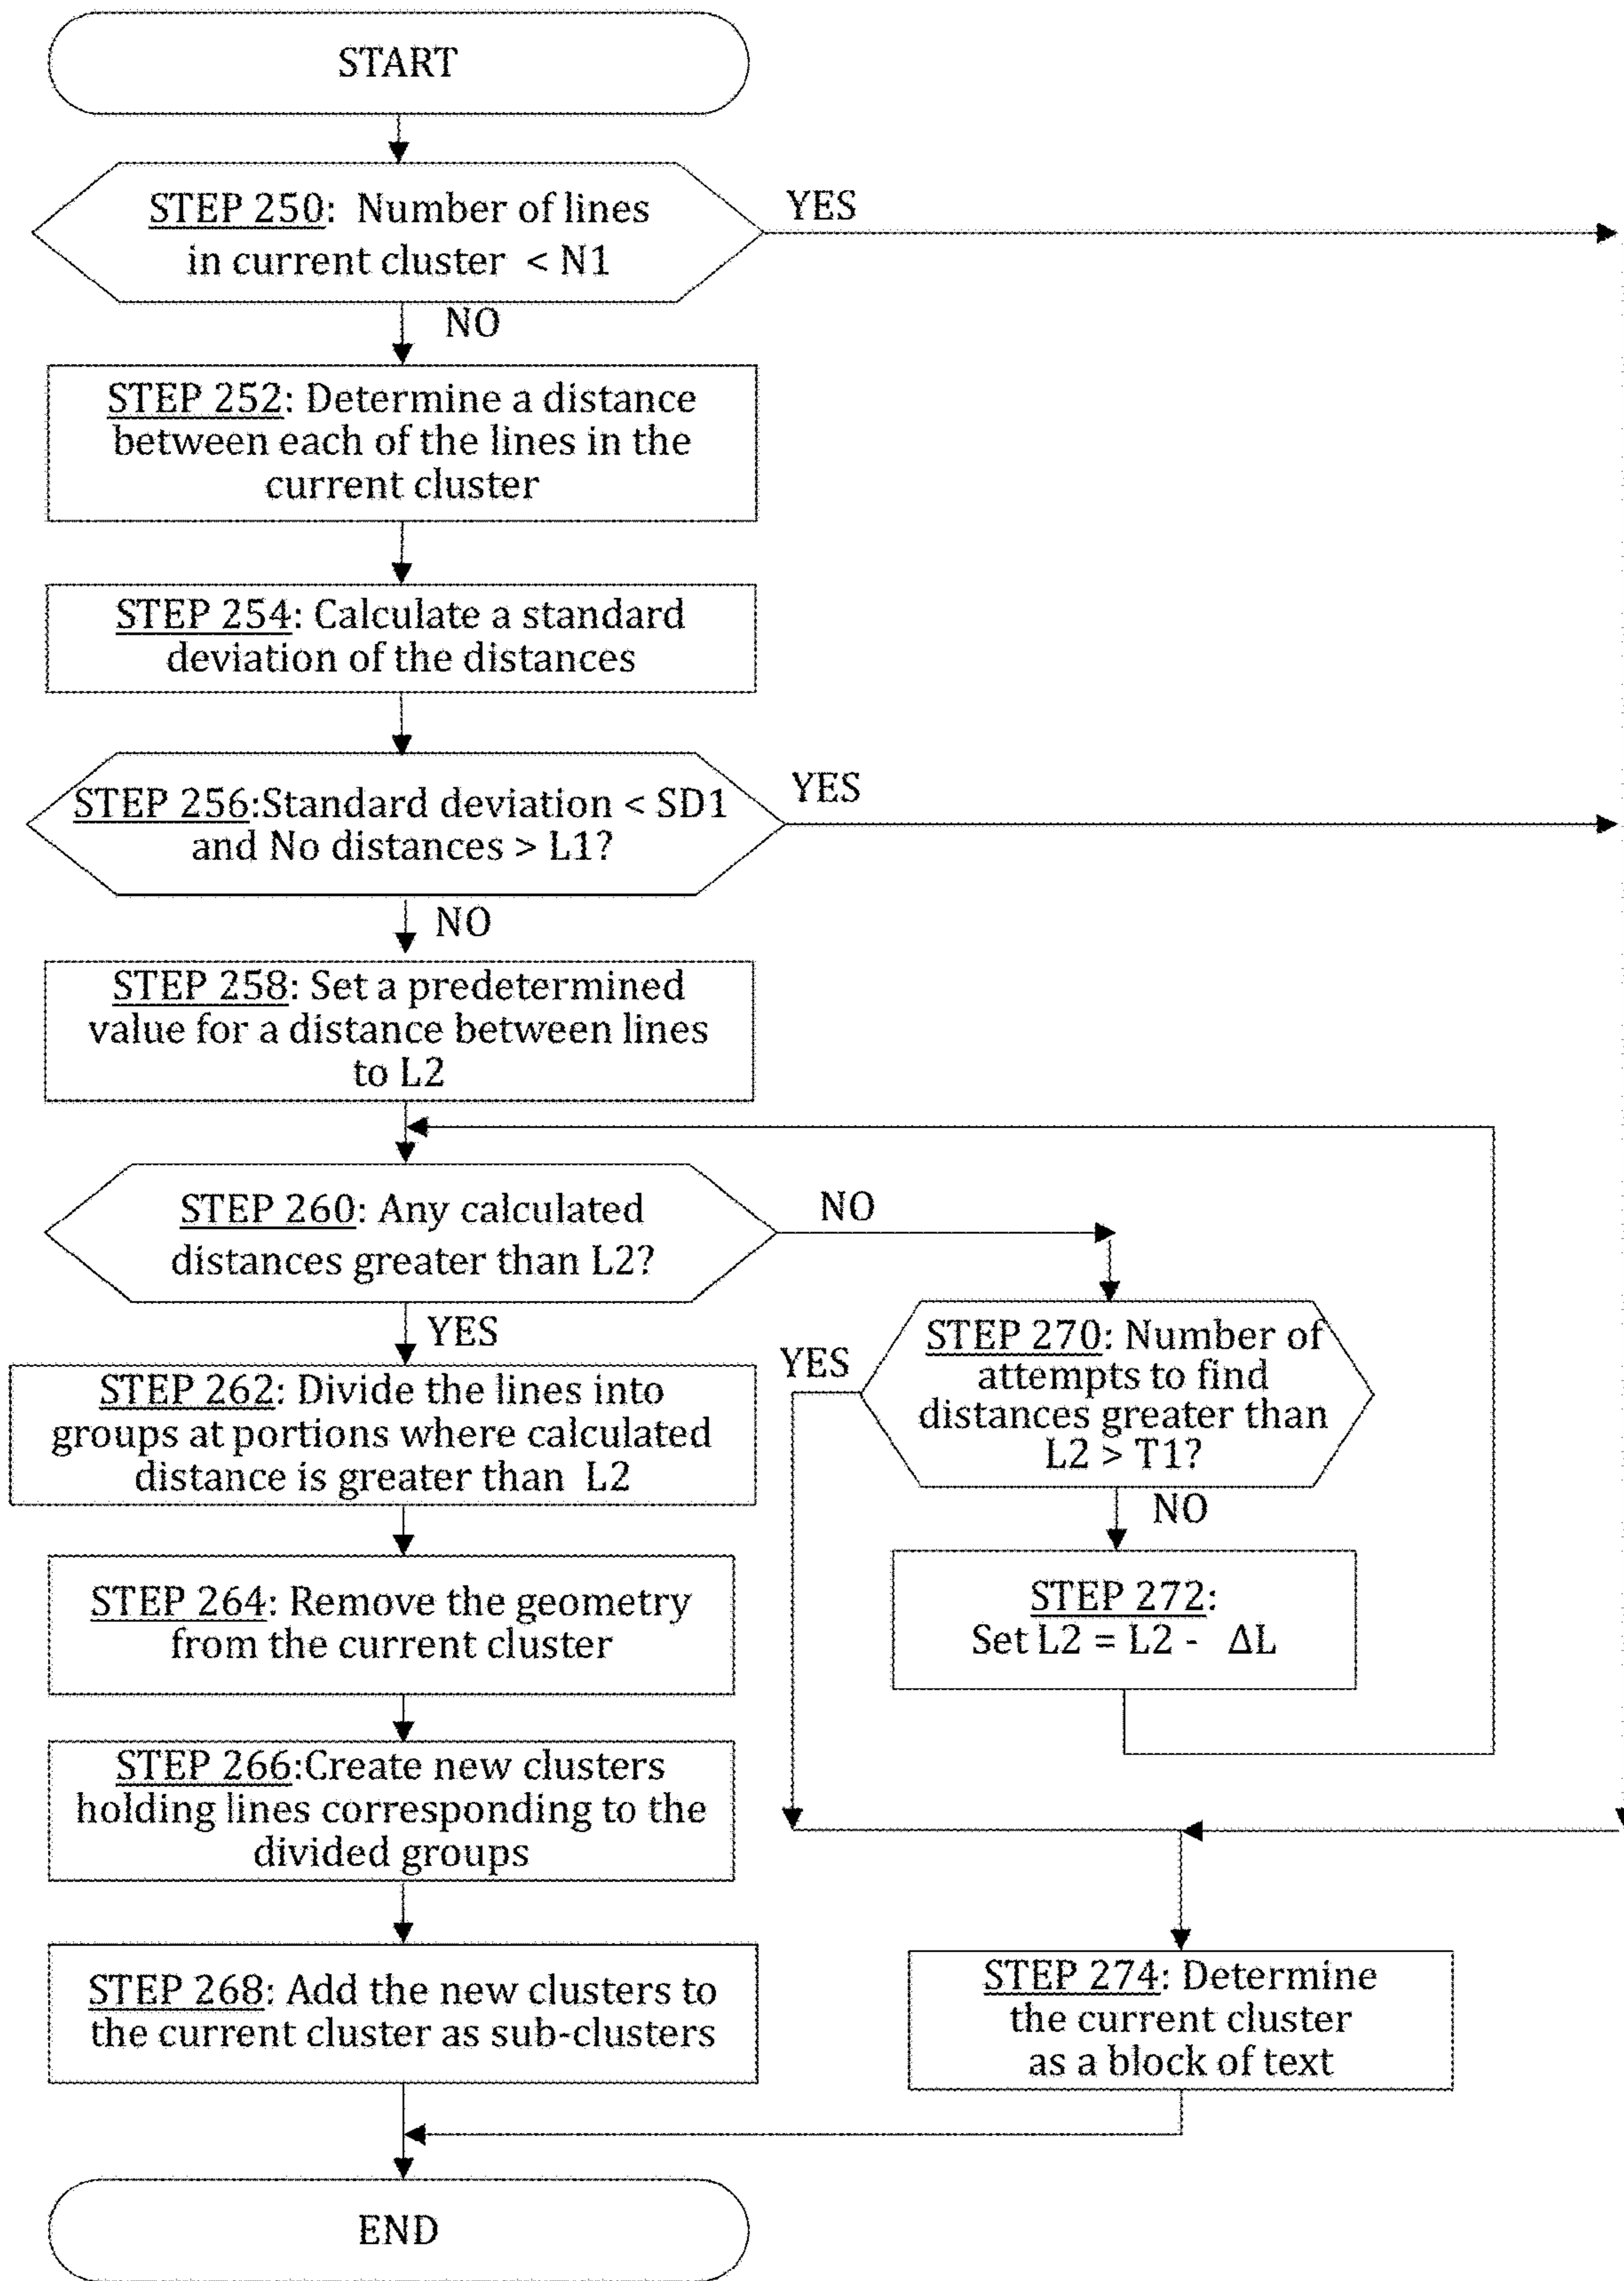 START
STEP 250: Number of lines
in current cluster < N1
YES
NO
STEP 252: Determine a distance
between each of the lines in the
current cluster
STEP 254: Calculate a standard
deviation of the distances
STEP 256:Standard deviation < SD1
and No distances > L1?
YES
NO
STEP 258: Set a predetermined
value for a distance between lines
to L2
STEP 260: Any calculated
distances greater than L2?
NO
YES
STEP 262: Divide the lines into
groups at portions where calculated
distance is greater than L2
STEP 264: Remove the geometry
from the current cluster
STEP 266:Create new clusters
holding lines corresponding to the
divided groups
STEP 268: Add the new clusters to
the current cluster as sub-clusters
STEP 270: Number of
attempts to find
distances greater than
L2 > T1?
YES
NO
STEP 272:
Set L2 = L2 - ΔL
STEP 274: Determine
the current cluster
as a block of text
END